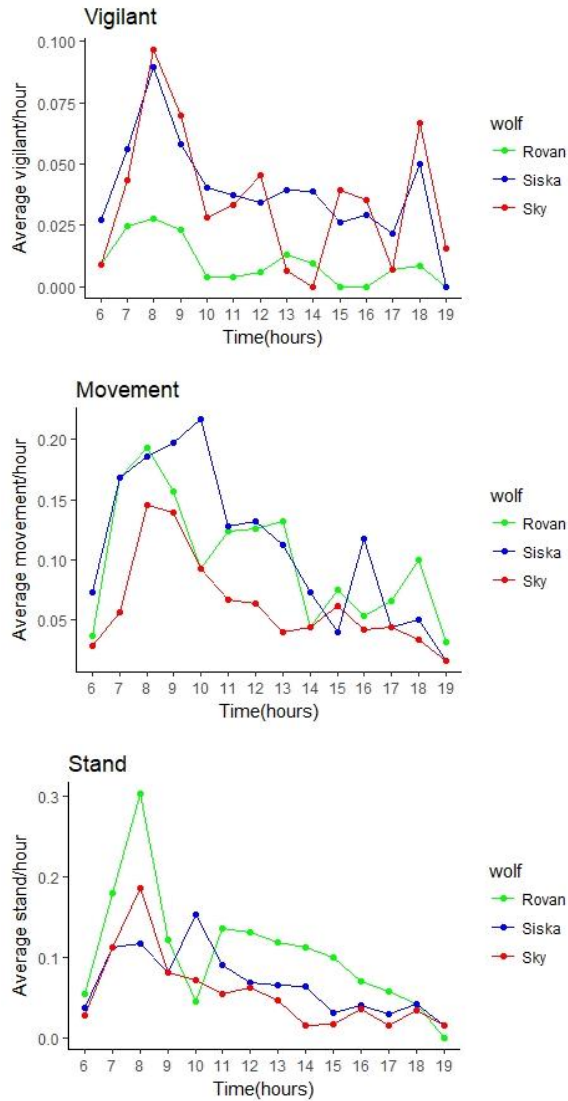 Vigilant
0.100
0.075
0.050
0.025
0.000
Average vigilant/hour
6 7 8 9 10 11 12 13 14 15 16 17 18 19
Time(hours)
wolf
Rovan
Siska
Sky
Movement
0.20
0.15
0.10
0.05
Average movement/hour
6 7 8 9 10 11 12 13 14 15 16 17 18 19
Time(hours)
wolf
Rovan
Siska
Sky
Stand
0.3
0.2
0.1
0.0
Average stand/hour
6 7 8 9 10 11 12 13 14 15 16 17 18 19
Time(hours)
wolf
Rovan
Siska
Sky